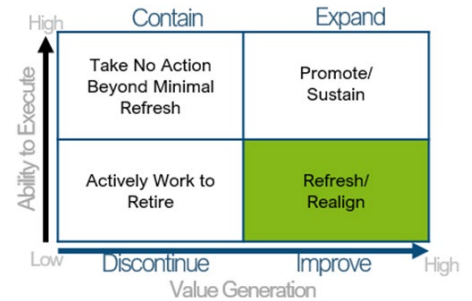 High
Contain
Expand
Take No Action
Beyond Minimal
Refresh
Promote/
Sustain
Ability to Execute
Actively Work to
Retire
Refresh/
Realign
Low
Discontinue
Improve
High
Value Generation